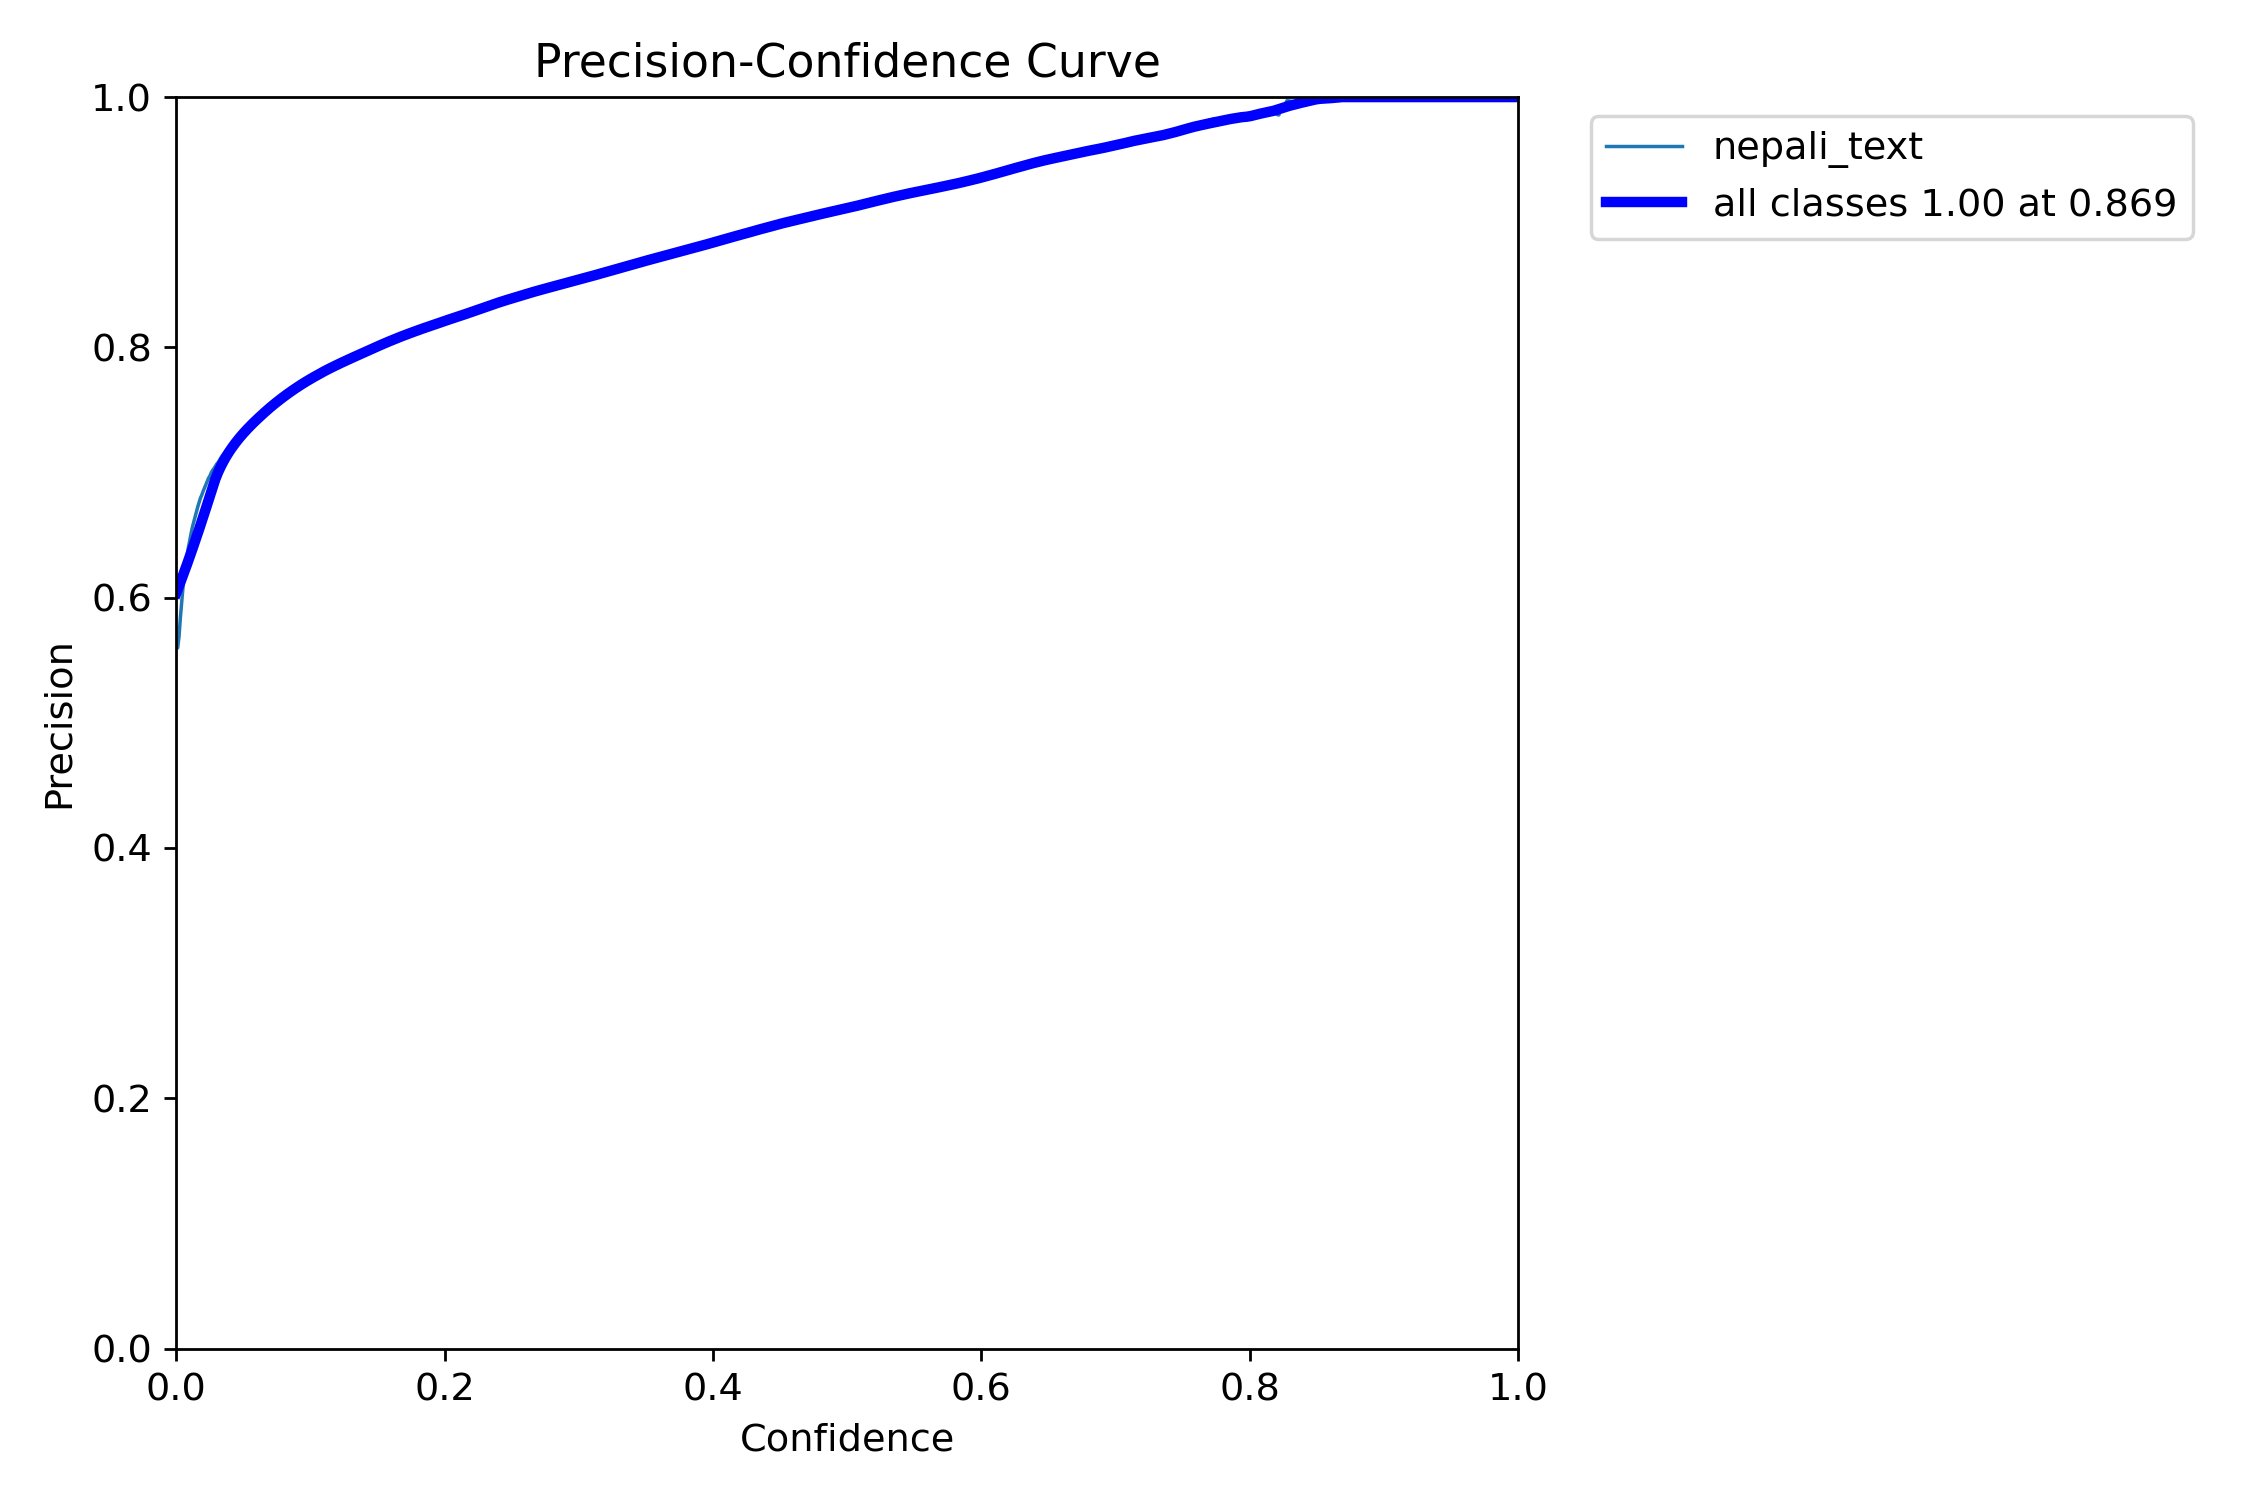 Precision-Confidence Curve
1.0
0.8
0.6
0.4
0.2
0.0
Precision
0.0 0.2 0.4 0.6 0.8 1.0
Confidence
nepali_text
all classes 1.00 at 0.869